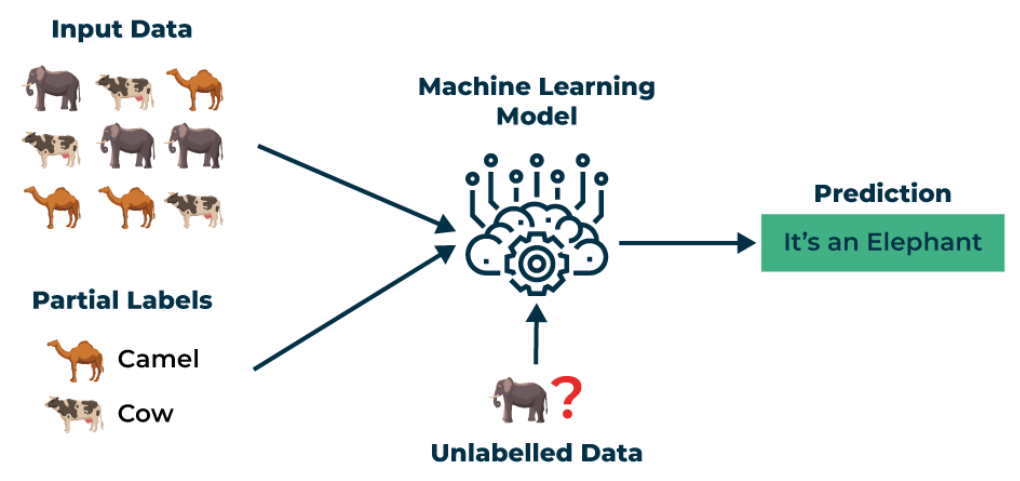 Input Data
Machine Learning
Model
Prediction
It's an Elephant
Partial Labels
Camel
Cow
?
Unlabelled Data